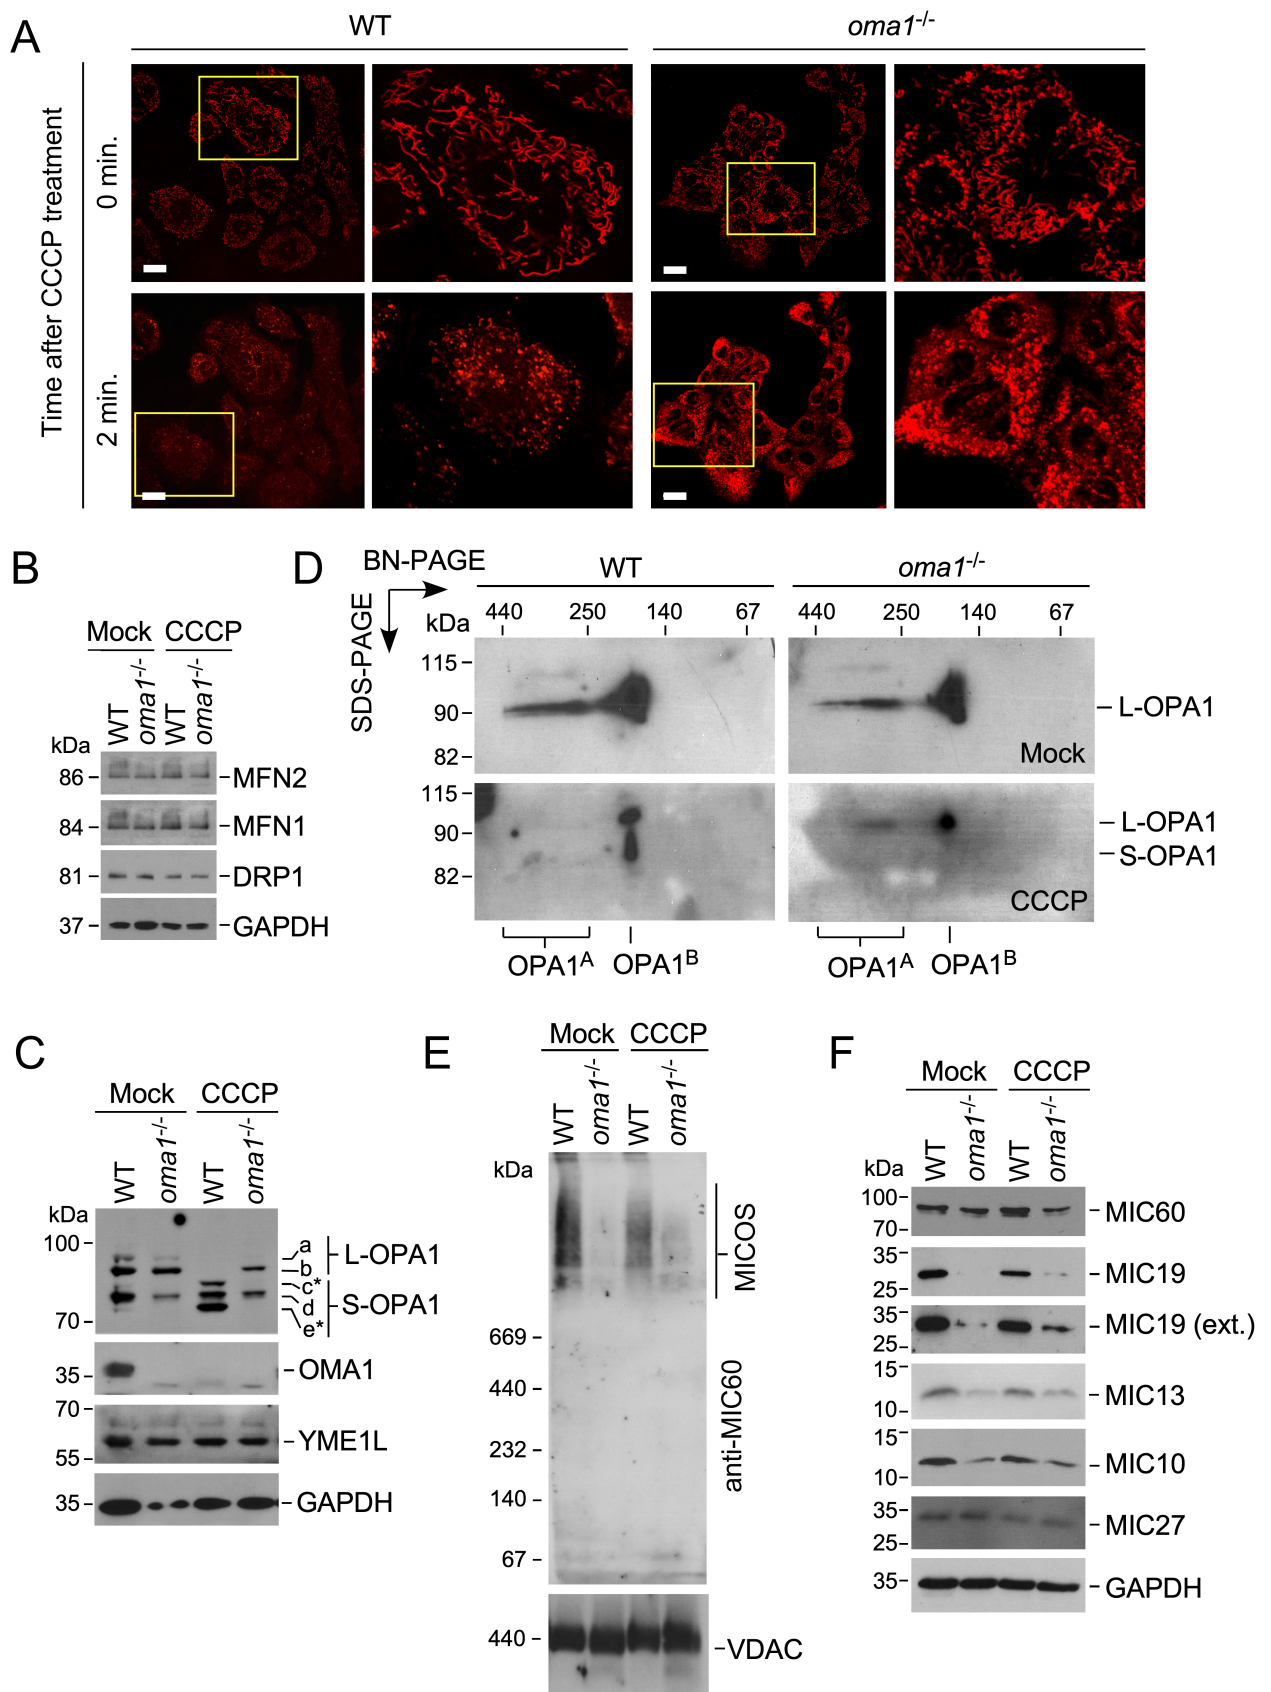 A
WT
oma1-/-
Time after CCCP treatment
0 min.
2 min.
B
Mock
CCCP
WT
oma1-/-
WT
oma1-/-
kDa
86
MFN2
84
MFN1
81
DRP1
37
GAPDH
D
BN-PAGE
SDS-PAGE
WT
oma1-/-
kDa
440 250 140 67
440 250 140 67
115
90
82
L-OPA1
Mock
115
90
82
L-OPA1
S-OPA1
CCCP
OPA1A
OPA1B
OPA1A
OPA1B
C
Mock
CCCP
WT
oma1-/-
WT
oma1-/-
kDa
100
70
a
b
c*
d
e*
L-OPA1
S-OPA1
35
OMA1
70
55
YME1L
35
GAPDH
E
Mock
CCCP
WT
oma1-/-
WT
oma1-/-
kDa
MICOS
669
440
232
140
67
anti-MIC60
440
VDAC
F
Mock
CCCP
WT
oma1-/-
WT
oma1-/-
kDa
100
70
MIC60
35
25
MIC19
35
25
MIC19 (ext.)
15
10
MIC13
15
10
MIC10
35
25
MIC27
35
GAPDH